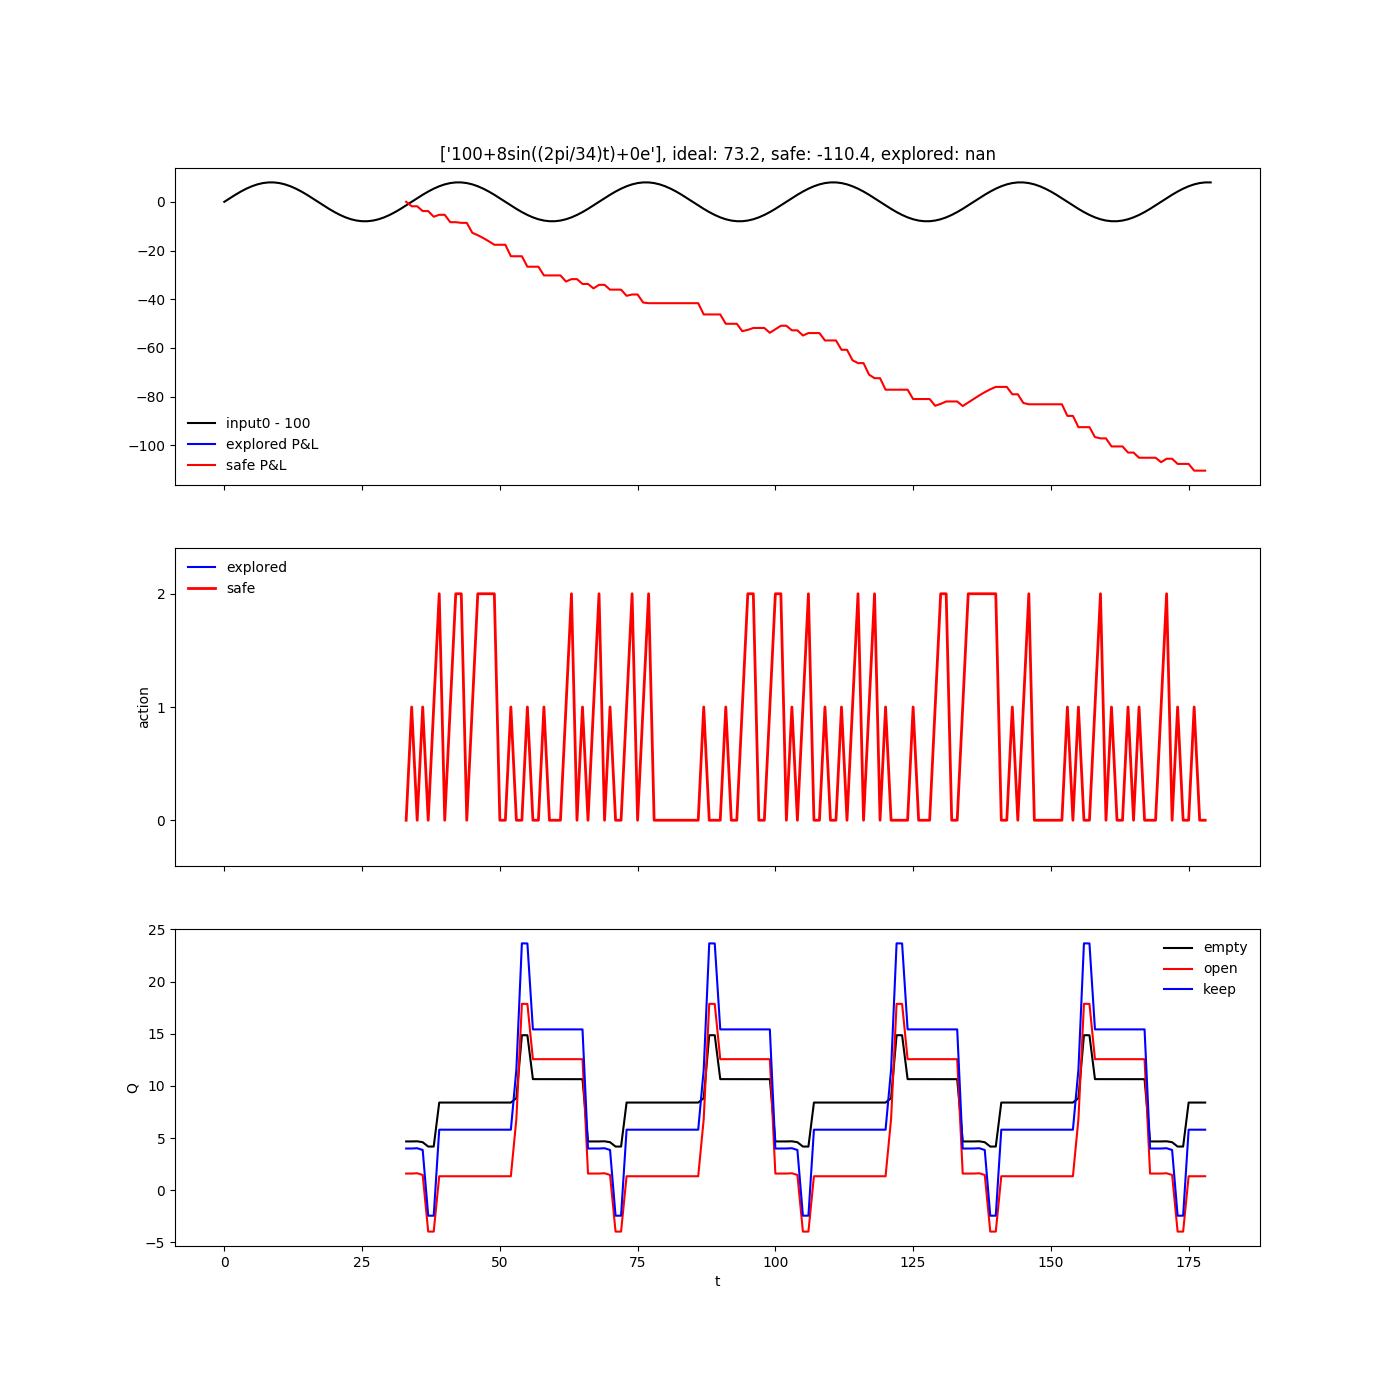 ['100+8sin((2pi/34)t)+0e'], ideal: 73.2, safe: -110.4, explored: nan
0
−20
−40
−60
−80
−100
input0 - 100
explored P&L
safe P&L
explored
safe
2
1
0
action
empty
open
keep
25
20
15
10
5
0
−5
Q
0 25 50 75 100 125 150 175
t